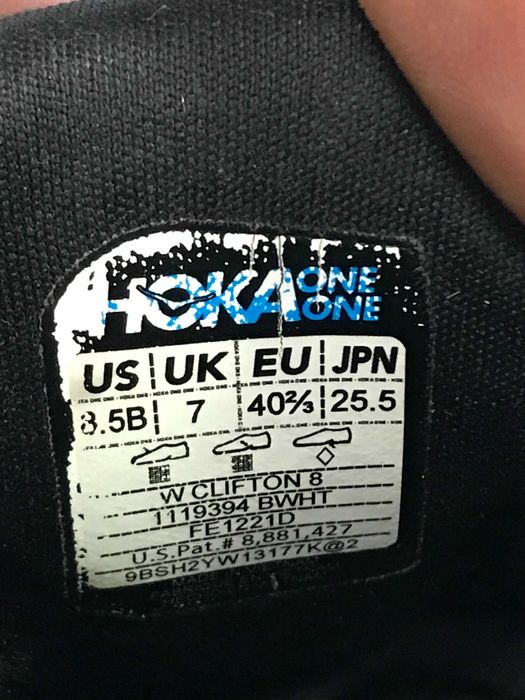 HOKA ONE ONE
US | UK | EU | JPN
8.5B | 7 | 40⅔ | 25.5
W CLIFTON 8
1119394 BWHT
FE1221D
U.S.Pat.# 8,881,427
9BSH2YW13177K@2